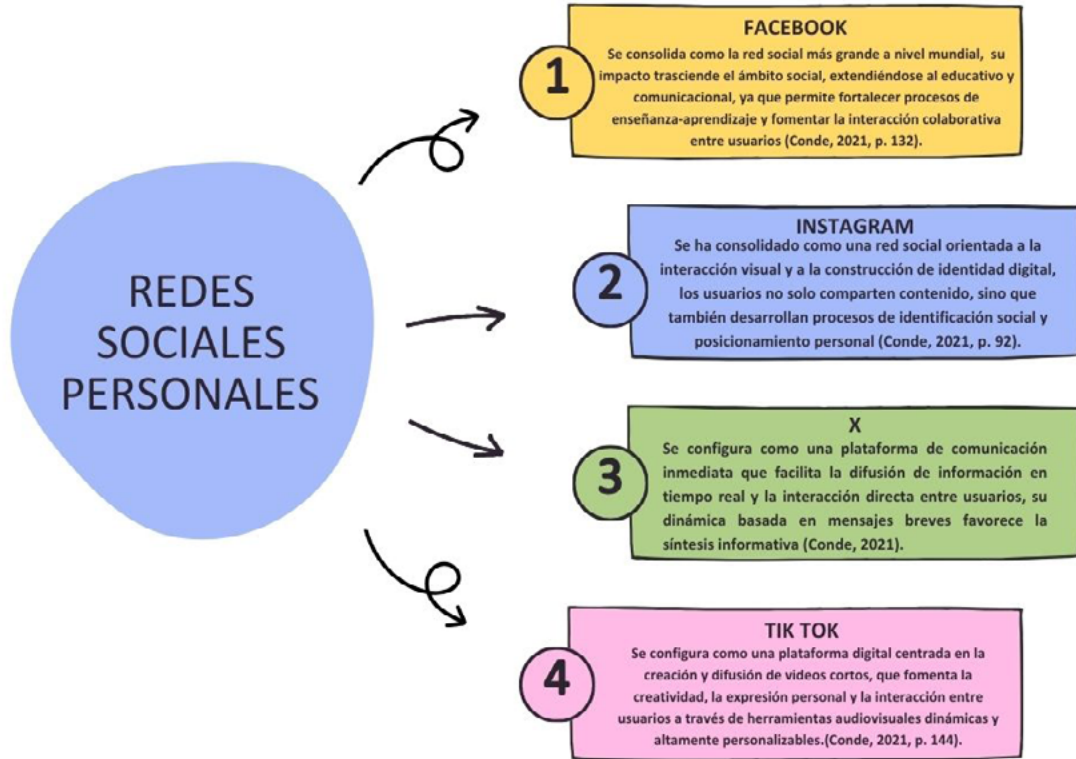 REDES
SOCIALES
PERSONALES
1
FACEBOOK
Se consolida como la red social más grande a nivel mundial, su
impacto trasciende el ámbito social, extendiéndose al educativo y
comunicacional, ya que permite fortalecer procesos de
enseñanza-aprendizaje y fomentar la interacción colaborativa
entre usuarios (Conde, 2021, p. 132).
2
INSTAGRAM
Se ha consolidado como una red social orientada a la
interacción visual y a la construcción de identidad digital,
los usuarios no solo comparten contenido, sino que
también desarrollan procesos de identificación social y
posicionamiento personal (Conde, 2021, p. 92).
3
X
Se configura como una plataforma de comunicación
inmediata que facilita la difusión de información en
tiempo real y la interacción directa entre usuarios, su
dinámica basada en mensajes breves favorece la
síntesis informativa (Conde, 2021).
4
TIK TOK
Se configura como una plataforma digital centrada en la
creación y difusión de videos cortos, que fomenta la
creatividad, la expresión personal y la interacción entre
usuarios a través de herramientas audiovisuales dinámicas y
altamente personalizables.(Conde, 2021, p. 144).